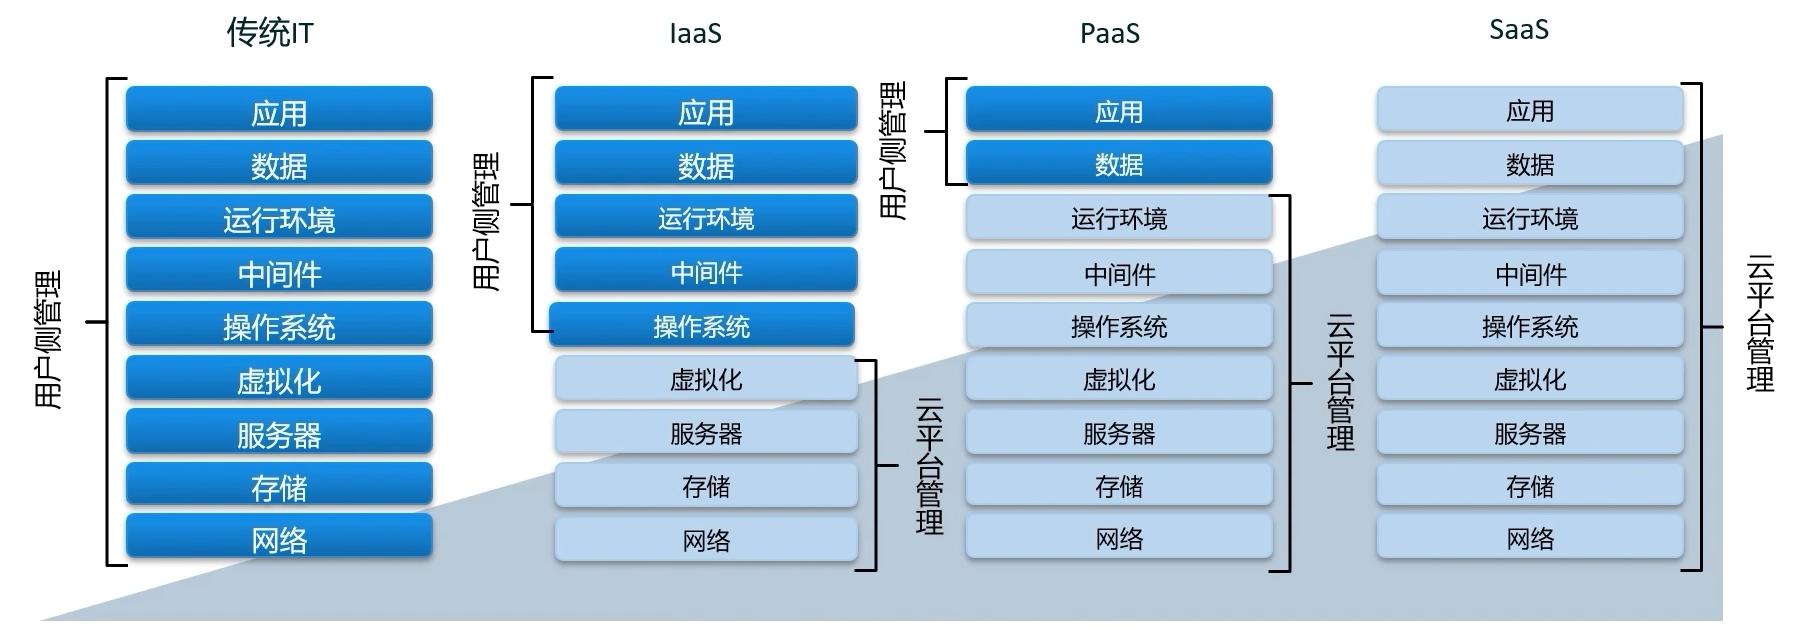 传统IT
IaaS
PaaS
SaaS
用户侧管理
应用
数据
运行环境
中间件
操作系统
虚拟化
服务器
存储
网络
用户侧管理
应用
数据
运行环境
中间件
操作系统
虚拟化
服务器
存储
网络
云平台管理
用户侧管理
应用
数据
运行环境
中间件
操作系统
虚拟化
服务器
存储
网络
云平台管理
应用
数据
运行环境
中间件
操作系统
虚拟化
服务器
存储
网络
云平台管理